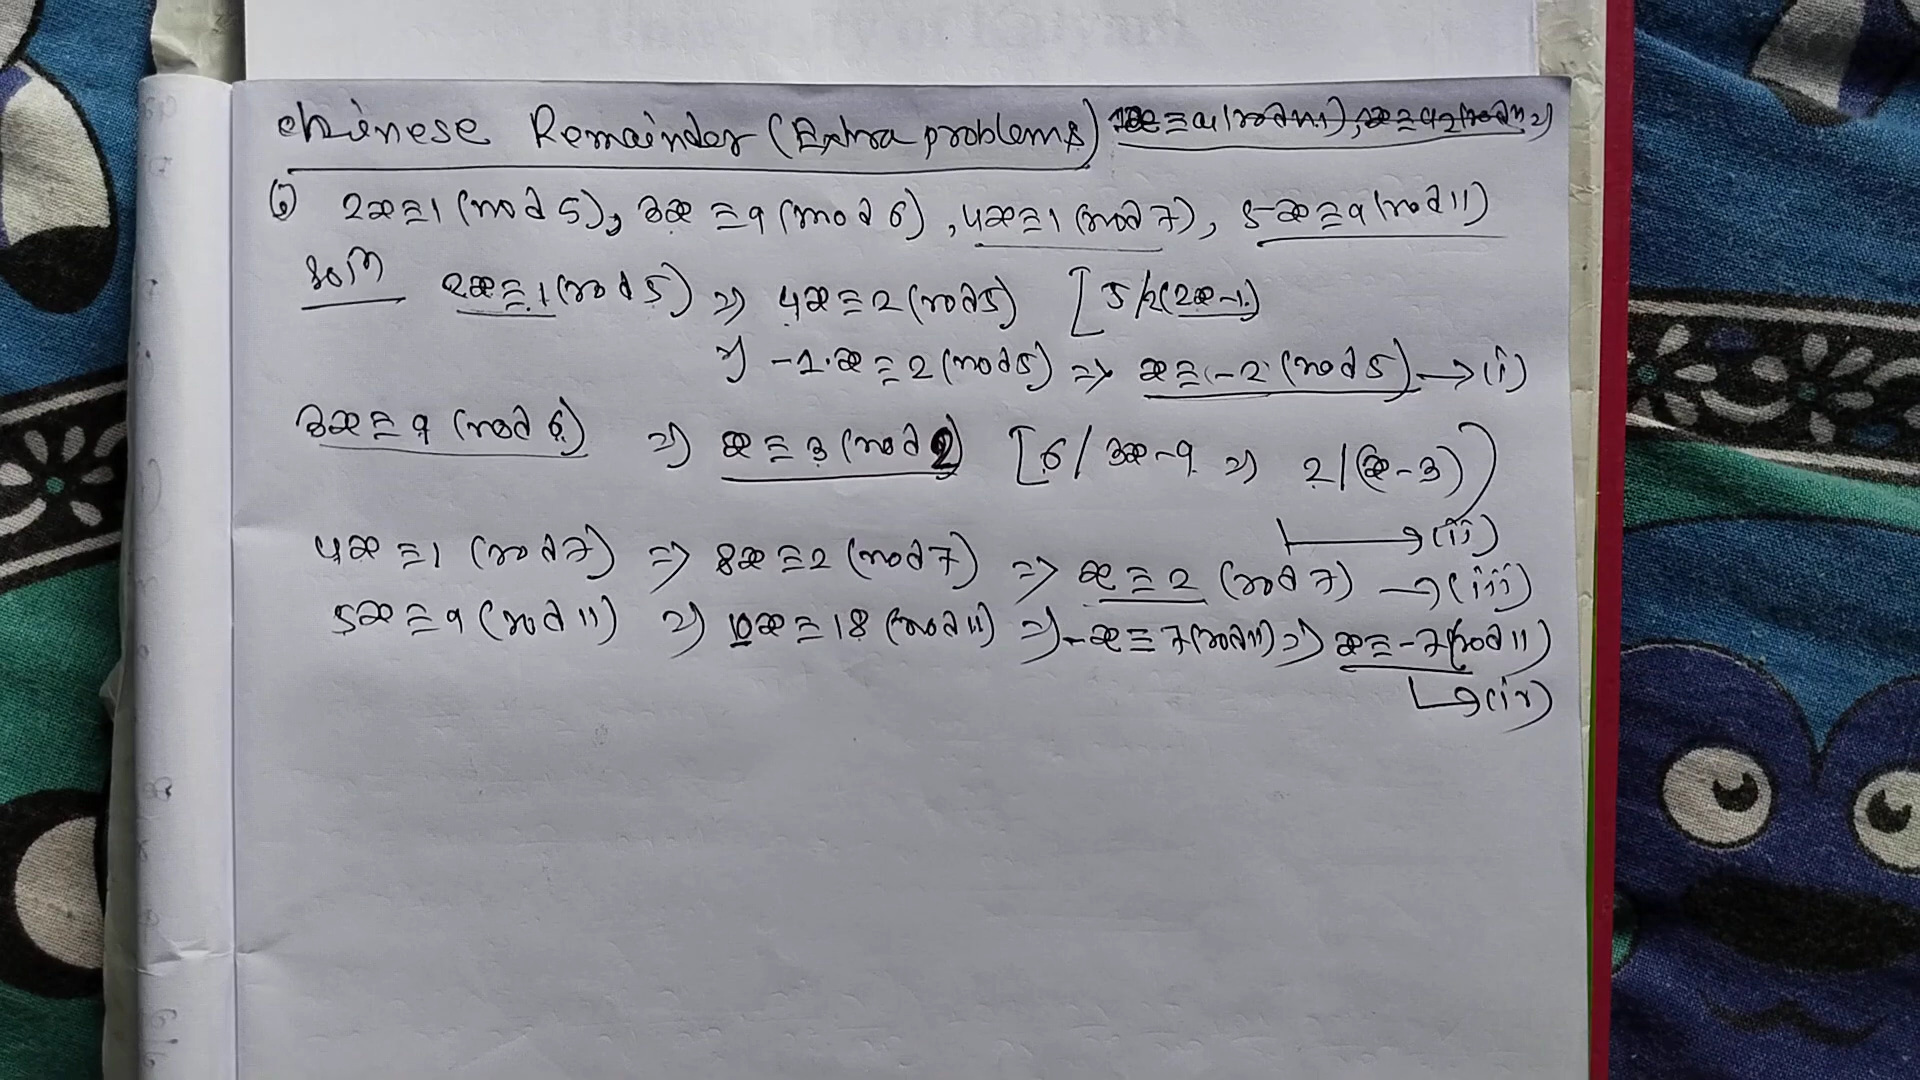 Chinese Remainder (Extra problems) x≡a1(mod n1), x≡a2(mod n2)
① 2x≡1 (mod 5), 3x≡9 (mod 6), 4x≡1 (mod 7), 5x≡9 (mod 11)
Soln 2x≡1 (mod 5) => 4x≡2 (mod 5) [5/2(2x-1)
=> -1.x≡2 (mod 5) => x≡-2 (mod 5) → (i)
3x≡9 (mod 6) => x≡3 (mod 2) [6/3x-9 => 2/(x-3)]
→ (ii)
4x≡1 (mod 7) => 8x≡2 (mod 7) => x≡2 (mod 7) → (iii)
5x≡9 (mod 11) => 10x≡18 (mod 11) => -x≡7 (mod 11) => x≡-7 (mod 11)
→ (iv)